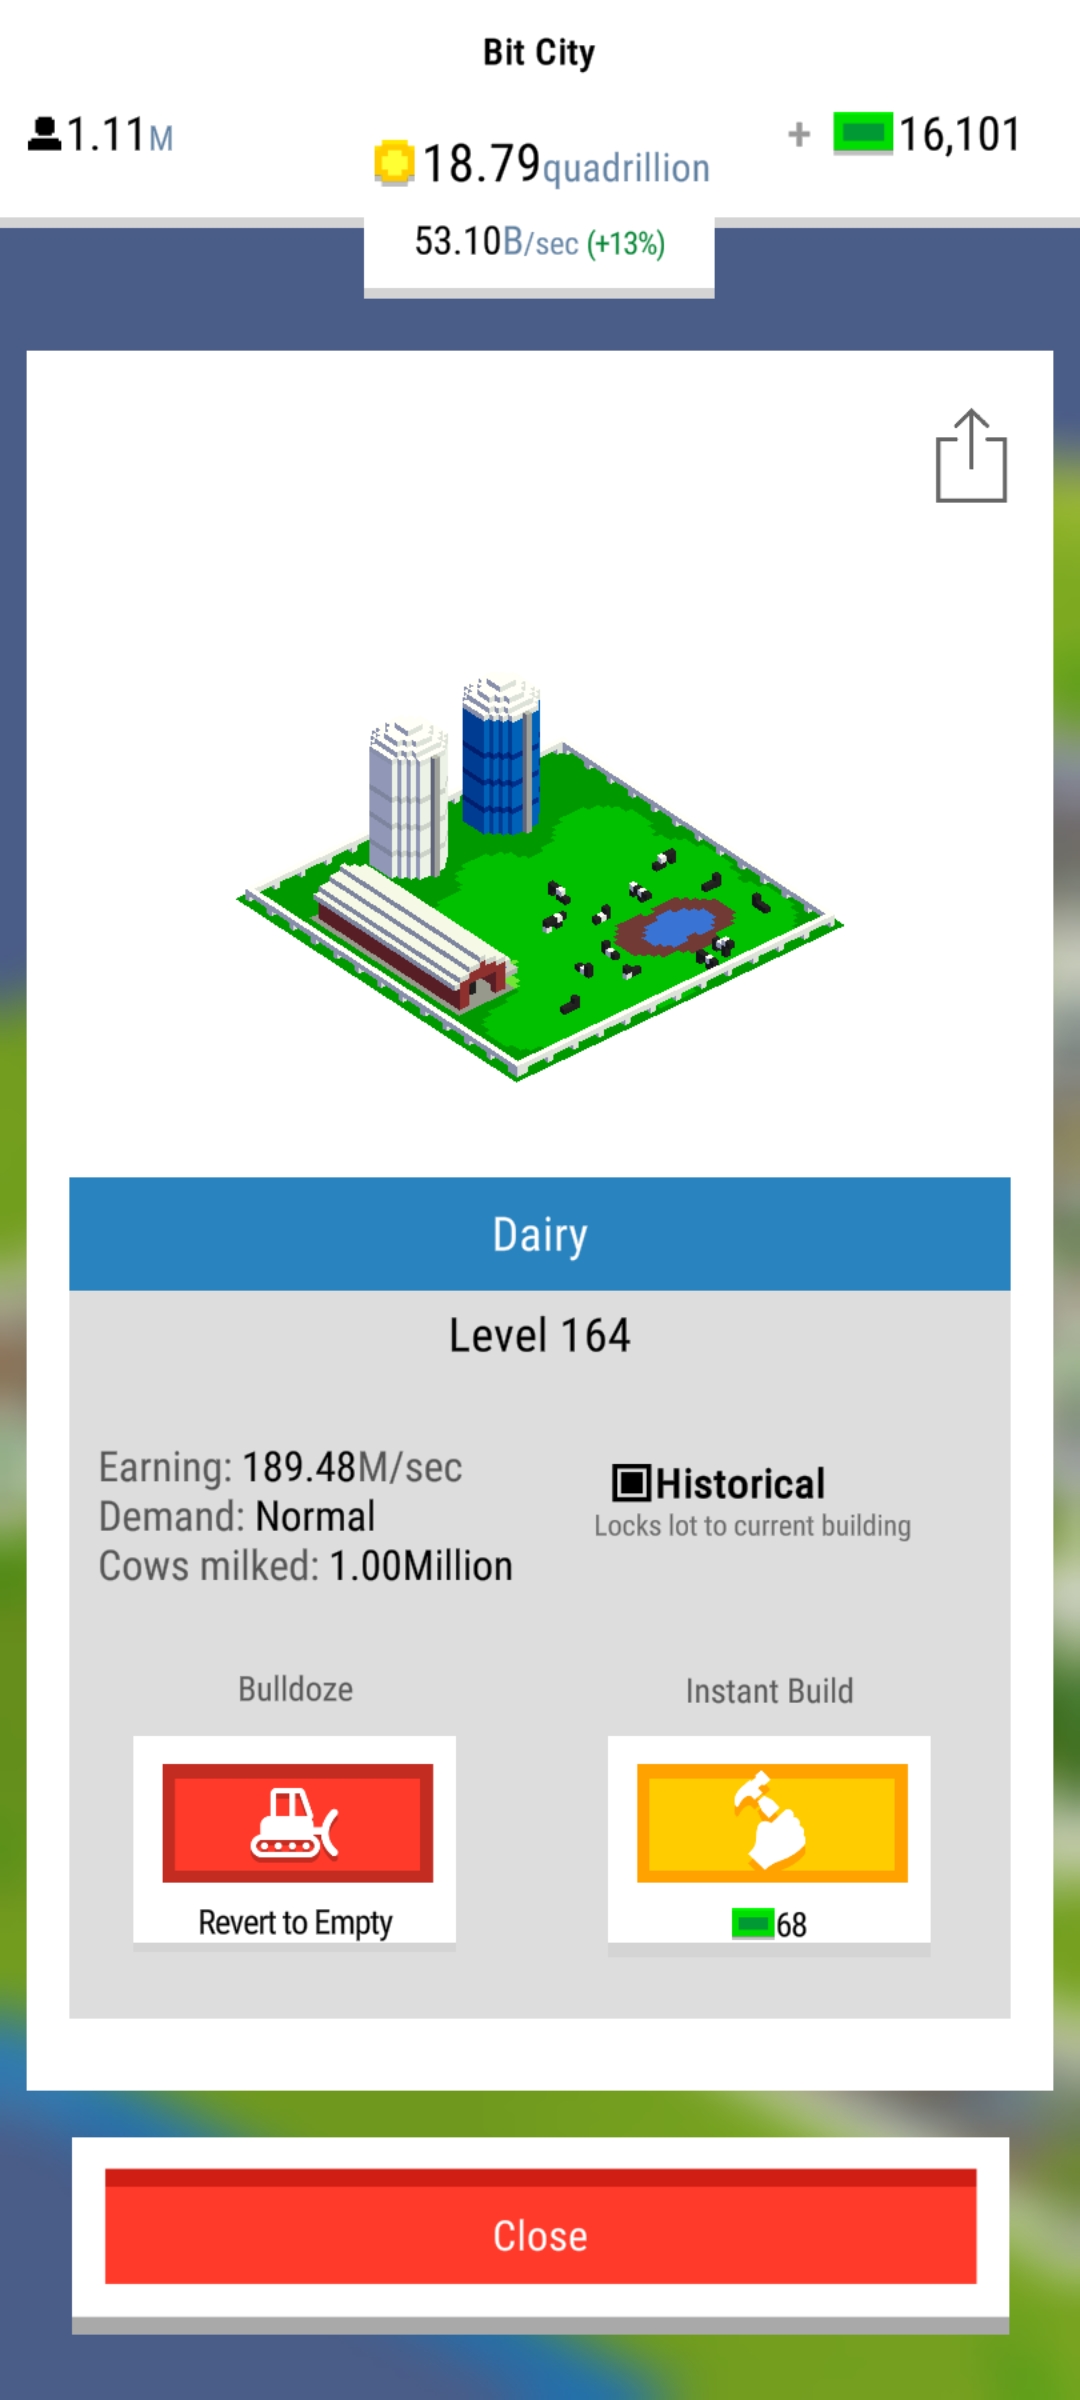 Bit City
1.11M
18.79quadrillion
+ 16,101
53.10B/sec (+13%)
Dairy
Level 164
Earning: 189.48M/sec
Demand: Normal
Cows milked: 1.00Million
Historical
Locks lot to current building
Bulldoze
Revert to Empty
Instant Build
68
Close